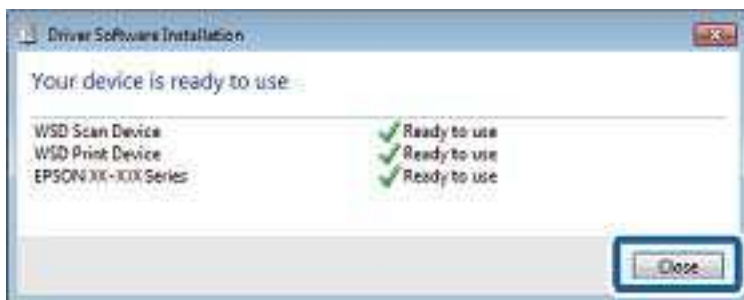 Driver Software Installation
Your device is ready to use
WSD Scan Device Ready to use
WSD Print Device Ready to use
EPSON XX-XXX Series Ready to use
Close